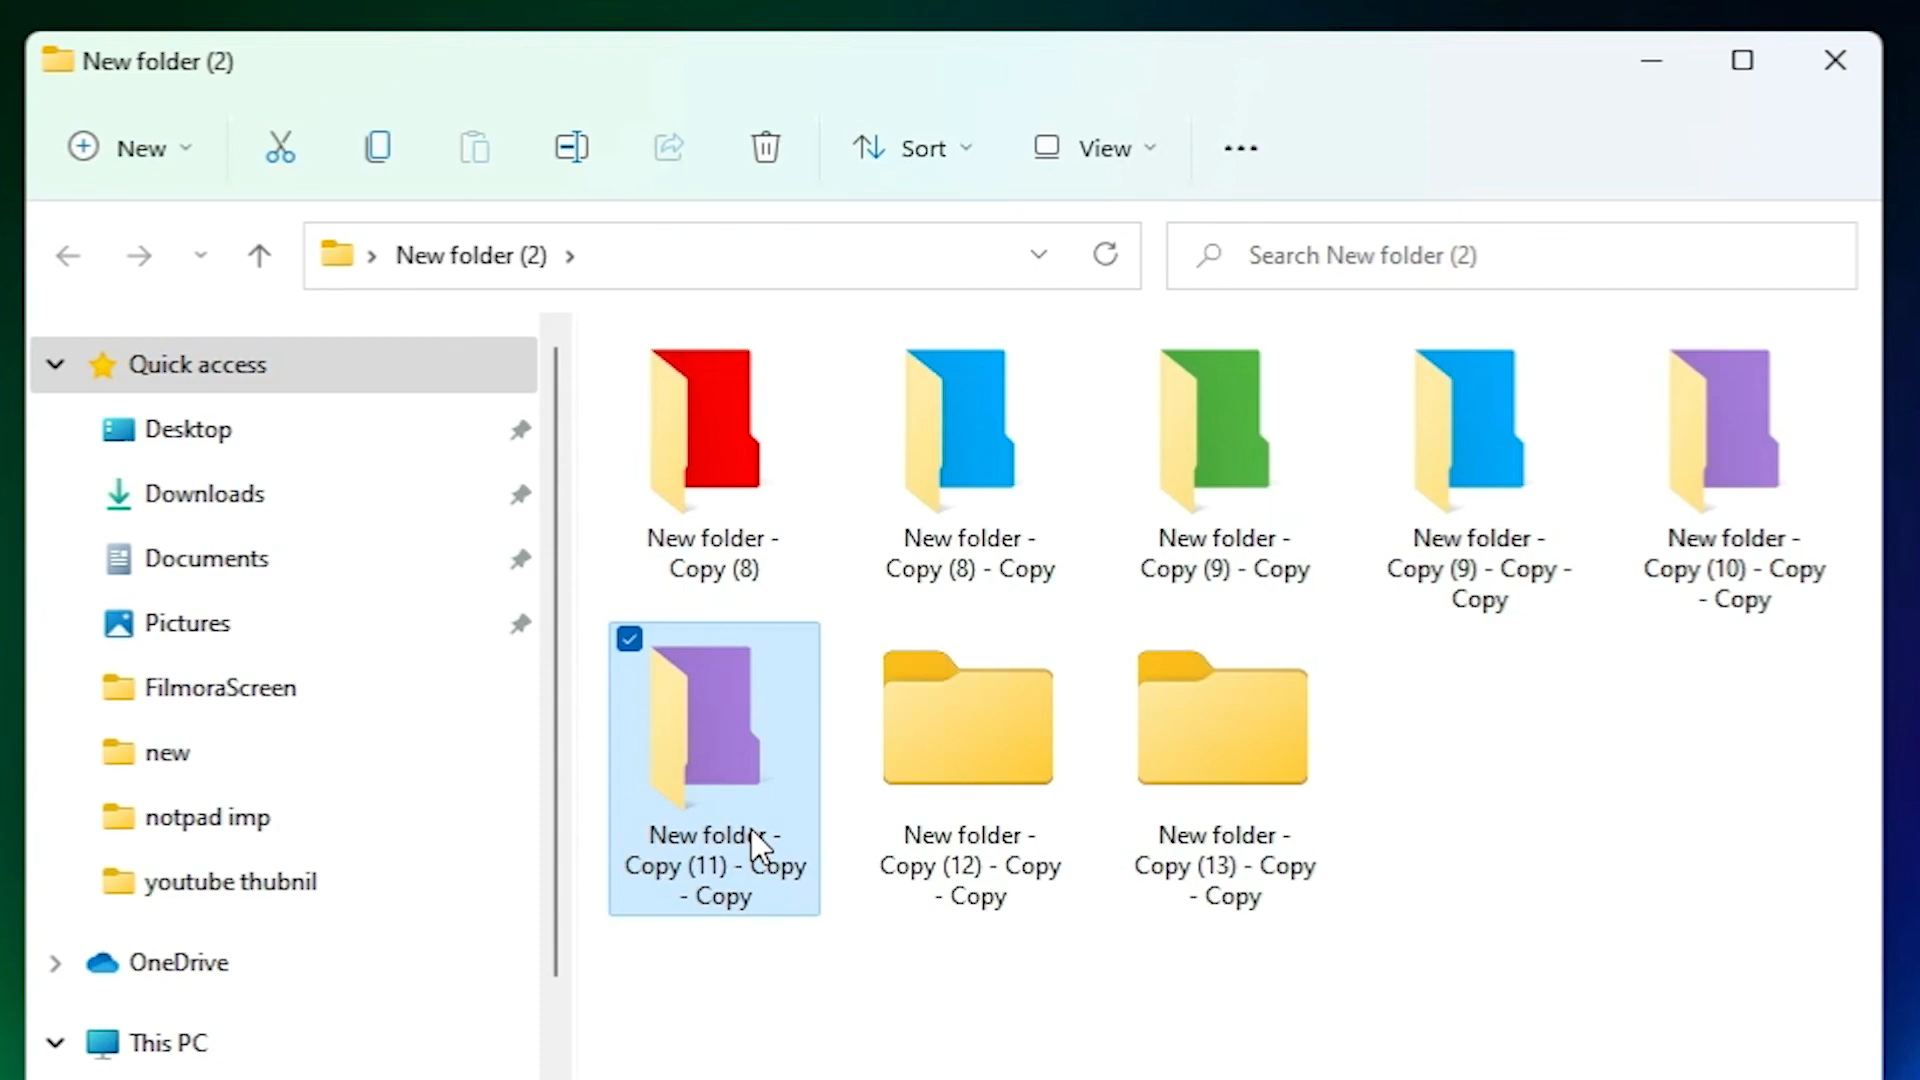 New folder (2)
New
Sort
View
New folder (2)
Search New folder (2)
Quick access
Desktop
Downloads
Documents
Pictures
FilmoraScreen
new
notpad imp
youtube thubnil
OneDrive
This PC
New folder -
Copy (8)
New folder -
Copy (8) - Copy
New folder -
Copy (9) - Copy
New folder -
Copy (9) - Copy -
Copy
New folder -
Copy (10) - Copy
- Copy
New folder -
Copy (11) - Copy
- Copy
New folder -
Copy (12) - Copy
- Copy
New folder -
Copy (13) - Copy
- Copy